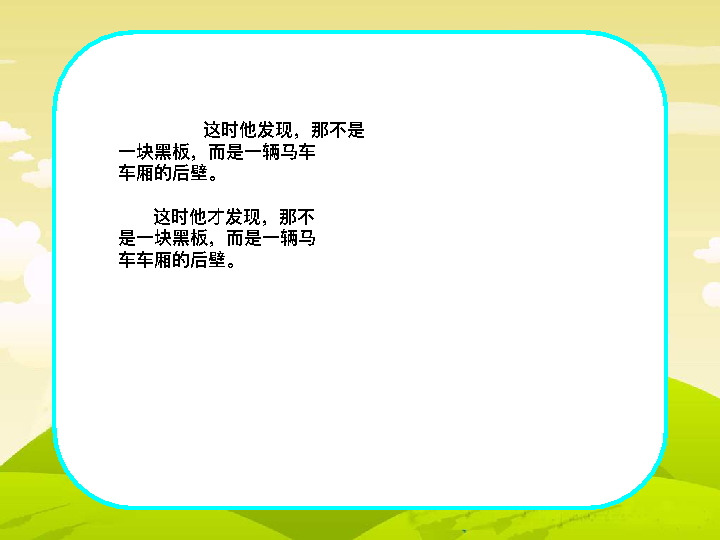 这时他发现，那不是
一块黑板，而是一辆马车
车厢的后壁。
这时他才发现，那不
是一块黑板，而是一辆马
车车厢的后壁。